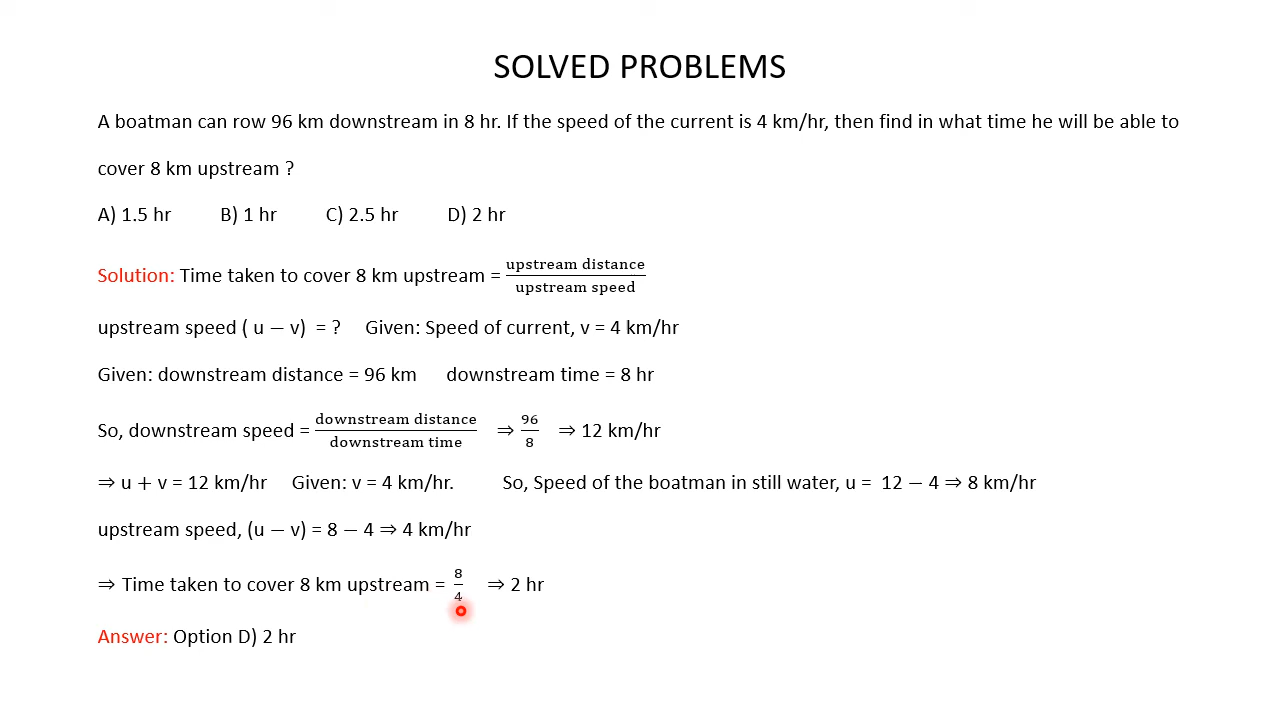 SOLVED PROBLEMS
A boatman can row 96 km downstream in 8 hr. If the speed of the current is 4 km/hr, then find in what time he will be able to
cover 8 km upstream ?
A) 1.5 hr B) 1 hr C) 2.5 hr D) 2 hr
Solution: Time taken to cover 8 km upstream = upstream distance / upstream speed
upstream speed ( u − v) = ? Given: Speed of current, v = 4 km/hr
Given: downstream distance = 96 km downstream time = 8 hr
So, downstream speed = downstream distance / downstream time ⇒ 96 / 8 ⇒ 12 km/hr
⇒ u + v = 12 km/hr Given: v = 4 km/hr. So, Speed of the boatman in still water, u = 12 − 4 ⇒ 8 km/hr
upstream speed, (u − v) = 8 − 4 ⇒ 4 km/hr
⇒ Time taken to cover 8 km upstream = 8 / 4 ⇒ 2 hr
Answer: Option D) 2 hr